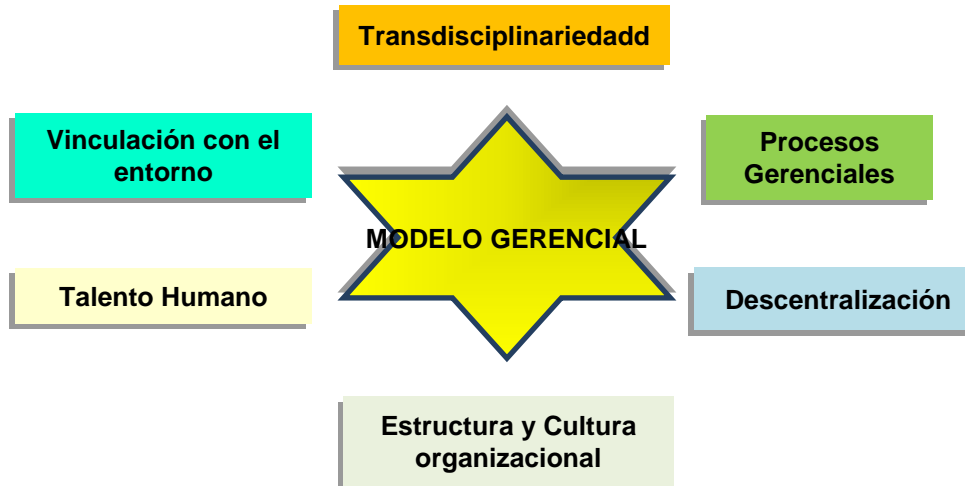 Transdisciplinariedadd
Vinculación con el
entorno
Procesos
Gerenciales
MODELO GERENCIAL
Talento Humano
Descentralización
Estructura y Cultura
organizacional